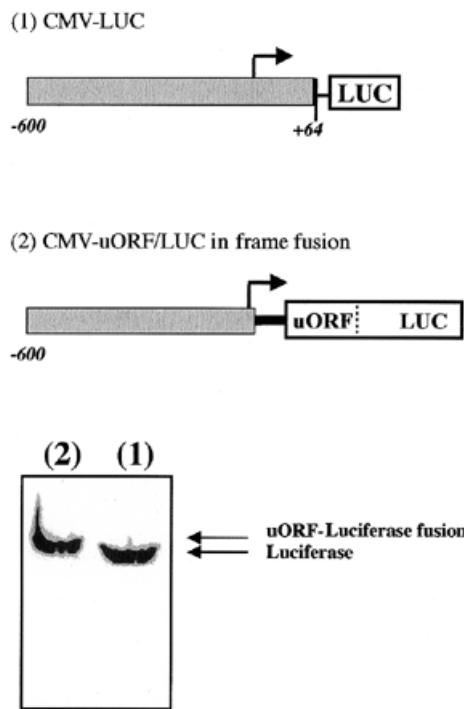 (1) CMV-LUC
LUC
-600
+64
(2) CMV-uORF/LUC in frame fusion
uORF LUC
-600
(2) (1)
uORF-Luciferase fusion
Luciferase